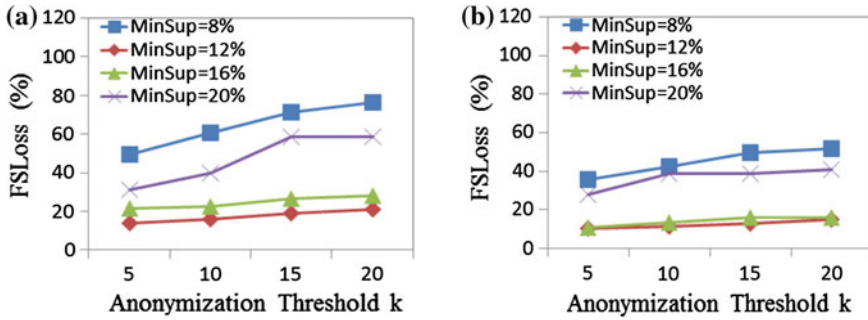 (a)
120
100
80
60
40
20
0
FSLoss (%)
MinSup=8%
MinSup=12%
MinSup=16%
MinSup=20%
5 10 15 20
Anonymization Threshold k
(b)
120
100
80
60
40
20
0
FSLoss (%)
MinSup=8%
MinSup=12%
MinSup=16%
MinSup=20%
5 10 15 20
Anonymization Threshold k